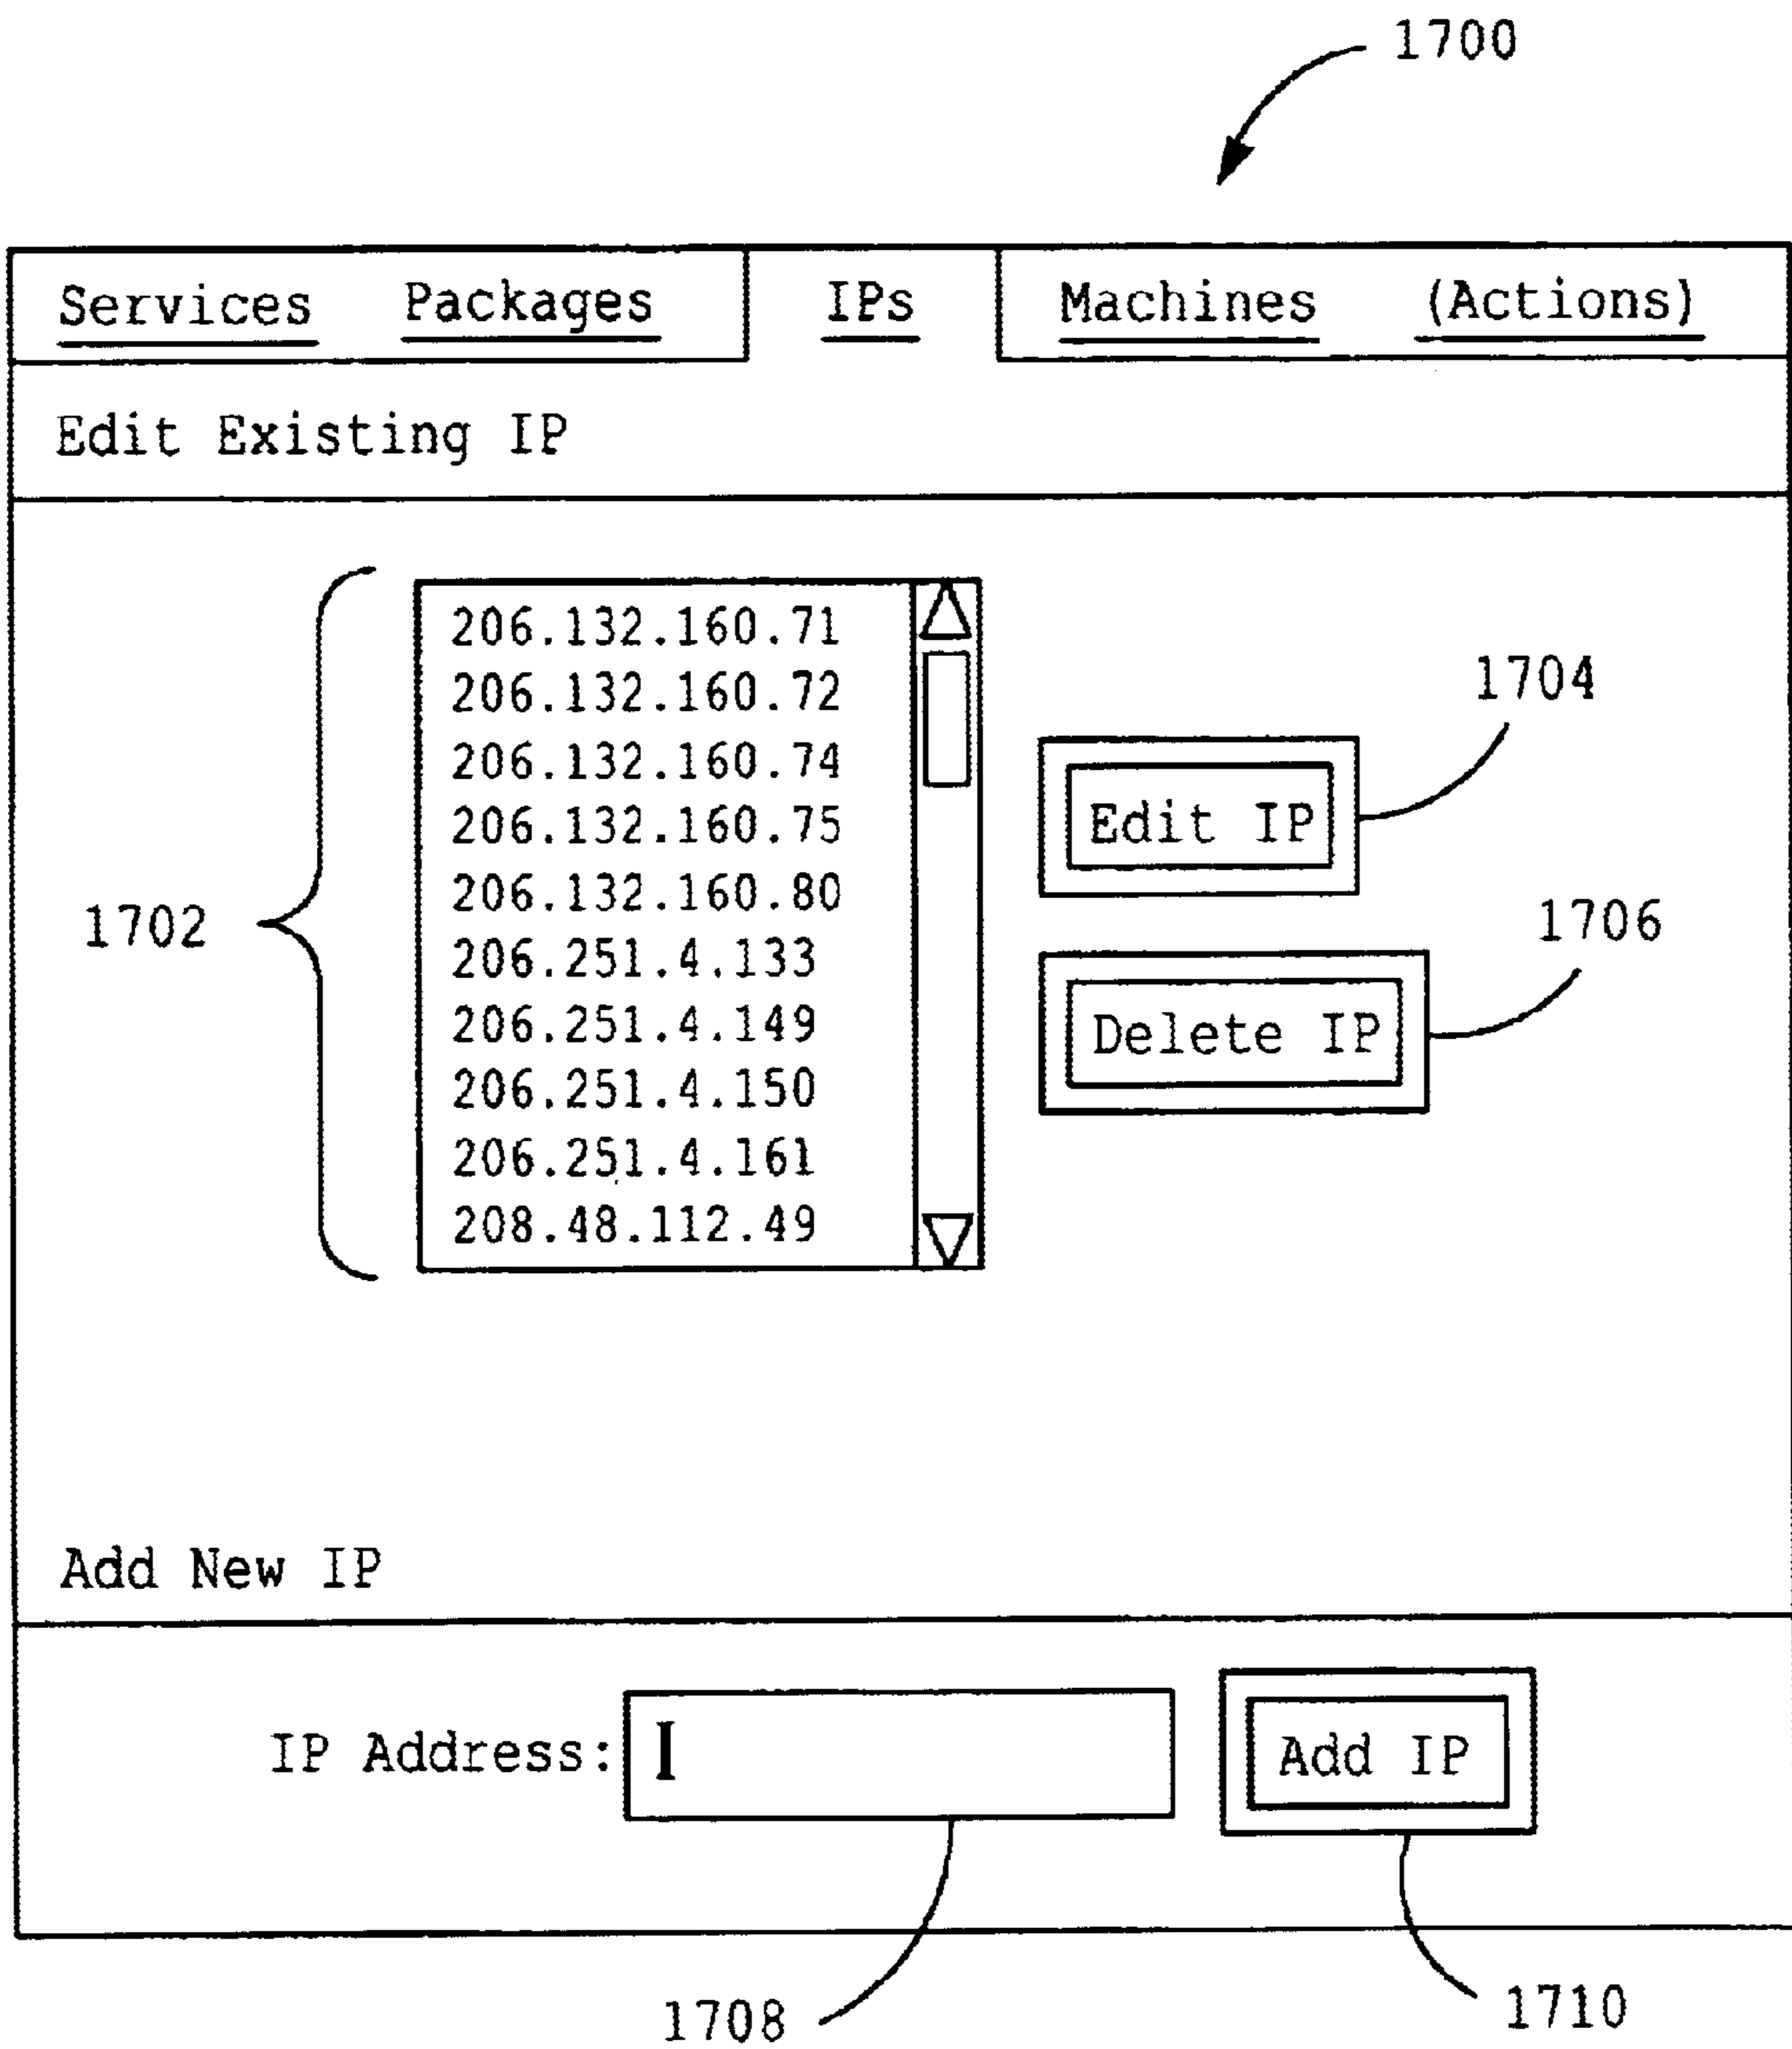 1700
Services Packages IPs Machines (Actions)
Edit Existing IP
206.132.160.71
206.132.160.72
206.132.160.74
206.132.160.75
206.132.160.80
206.251.4.133
206.251.4.149
206.251.4.150
206.251.4.161
208.48.112.49
1702
Edit IP
1704
Delete IP
1706
Add New IP
IP Address:
Add IP
1708
1710